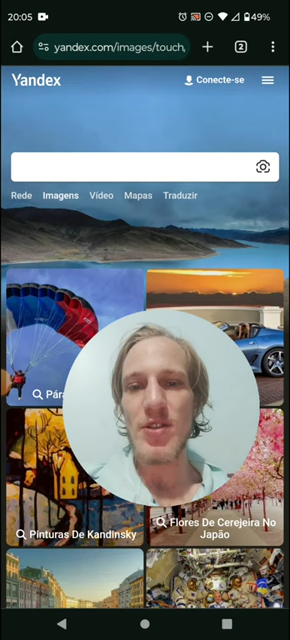 20:05
49%
yandex.com/images/touch/
2
Yandex
Conecte-se
Rede Imagens Vídeo Mapas Traduzir
Pinturas De Kandinsky
Flores De Cerejeira No
Japão